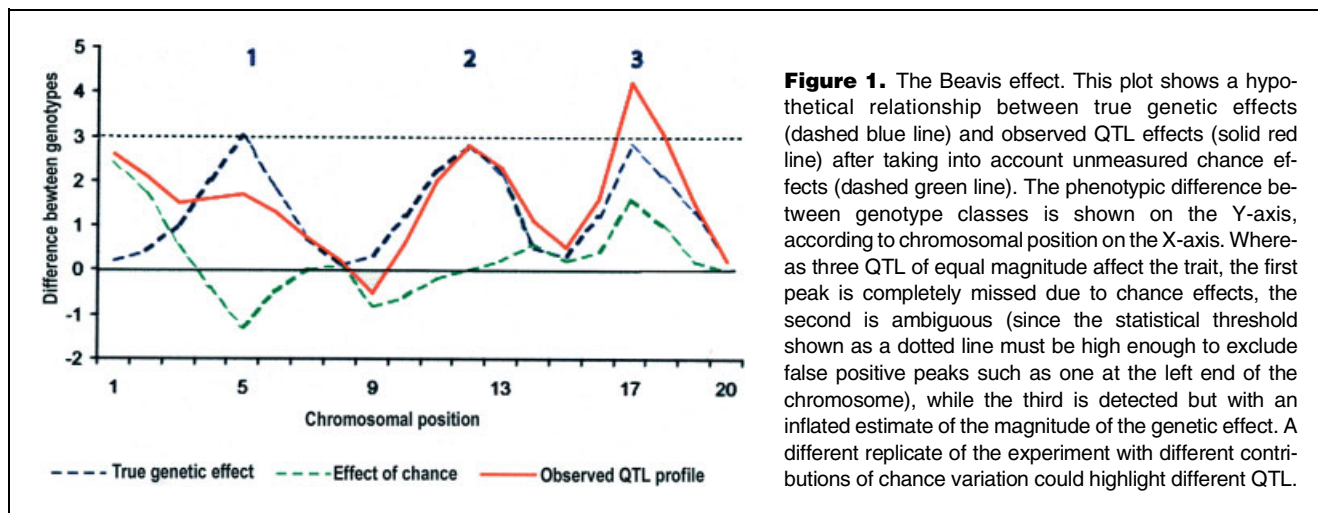 5
4
3
2
1
0
-1
-2
Difference bewteen genotypes
1 2 3
1 5 9 13 17 20
Chromosomal position
True genetic effect Effect of chance Observed QTL profile
Figure 1. The Beavis effect. This plot shows a hypo-
thetical relationship between true genetic effects
(dashed blue line) and observed QTL effects (solid red
line) after taking into account unmeasured chance ef-
fects (dashed green line). The phenotypic difference be-
tween genotype classes is shown on the Y-axis,
according to chromosomal position on the X-axis. Where-
as three QTL of equal magnitude affect the trait, the first
peak is completely missed due to chance effects, the
second is ambiguous (since the statistical threshold
shown as a dotted line must be high enough to exclude
false positive peaks such as one at the left end of the
chromosome), while the third is detected but with an
inflated estimate of the magnitude of the genetic effect. A
different replicate of the experiment with different contri-
butions of chance variation could highlight different QTL.